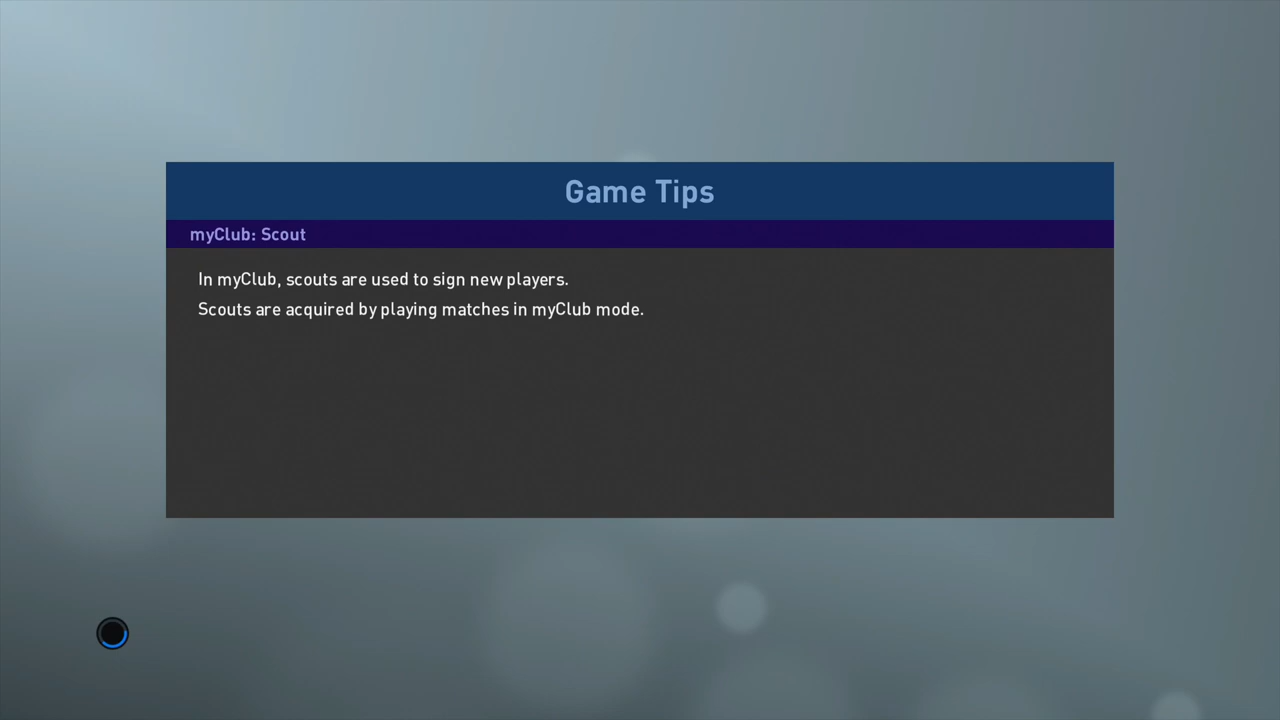 Game Tips
myClub: Scout
In myClub, scouts are used to sign new players.
Scouts are acquired by playing matches in myClub mode.